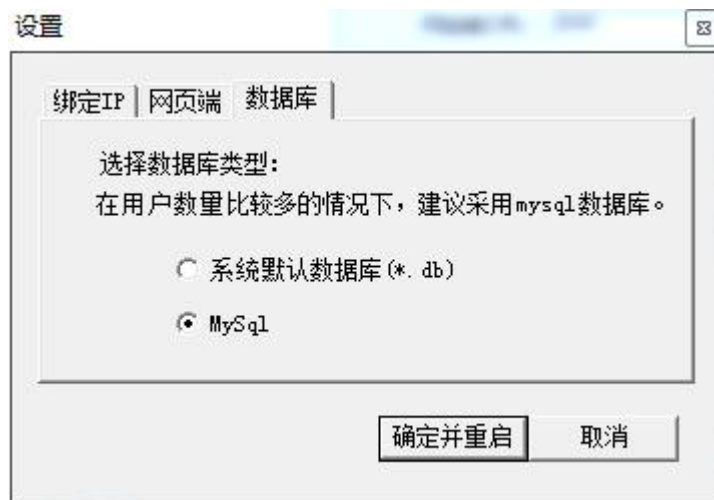 设置
绑定IP 网页端 数据库
选择数据库类型:
在用户数量比较多的情况下，建议采用mysql数据库。
系统默认数据库(*.db)
MySql
确定并重启 取消